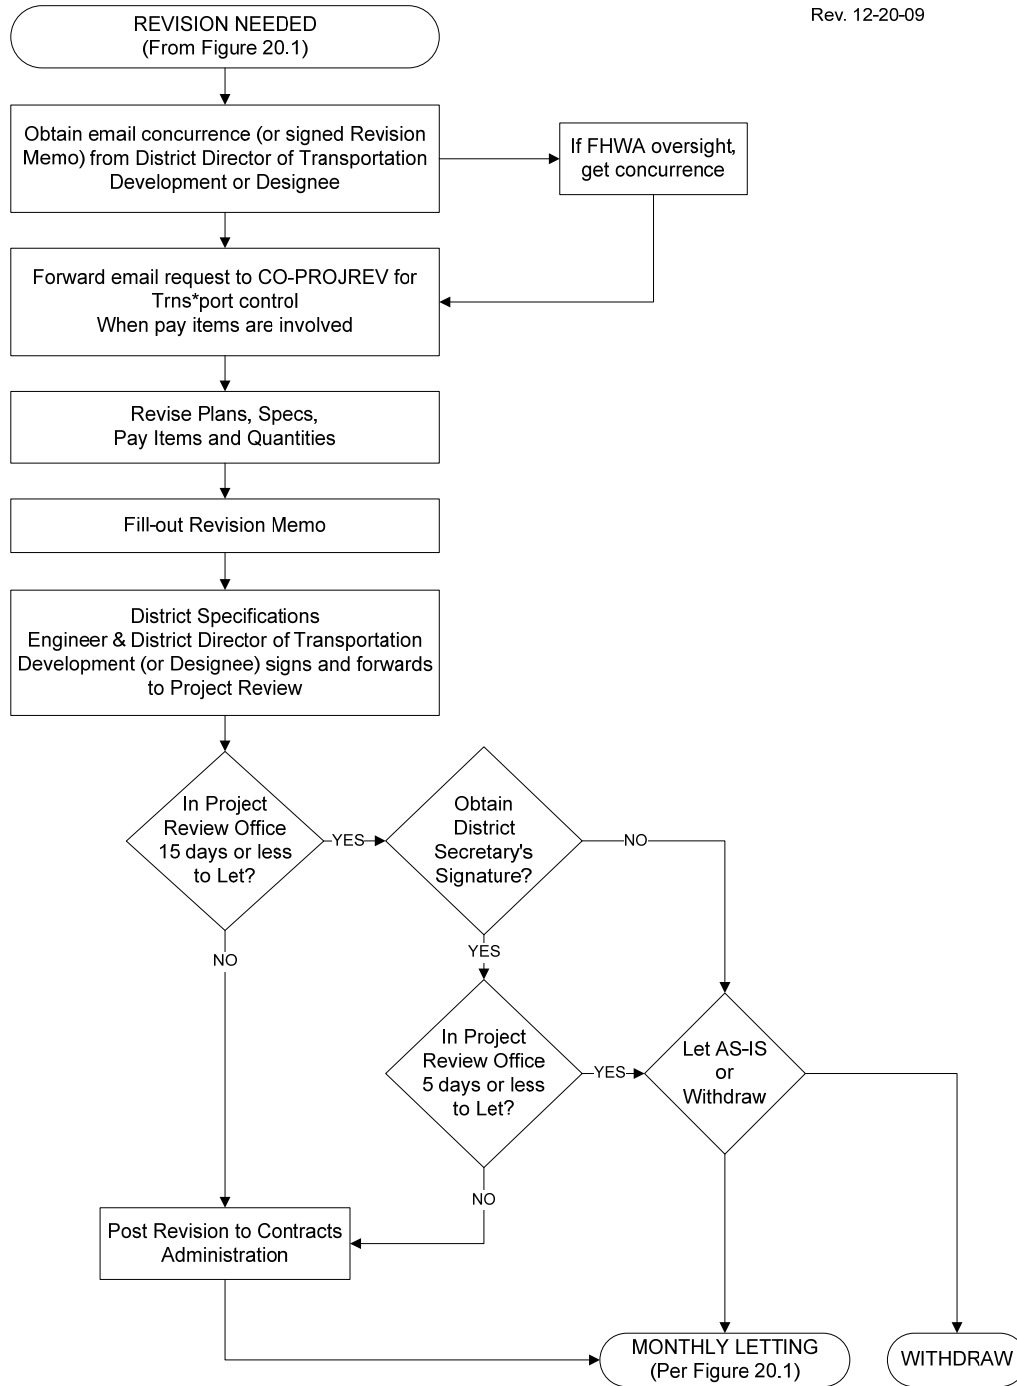 Rev. 12-20-09
REVISION NEEDED
(From Figure 20.1)
Obtain email concurrence (or signed Revision
Memo) from District Director of Transportation
Development or Designee
If FHWA oversight,
get concurrence
Forward email request to CO-PROJREV for
Trns*port control
When pay items are involved
Revise Plans, Specs,
Pay Items and Quantities
Fill-out Revision Memo
District Specifications
Engineer & District Director of Transportation
Development (or Designee) signs and forwards
to Project Review
In Project
Review Office
15 days or less
to Let?
YES
Obtain
District
Secretary's
Signature?
NO
NO
YES
In Project
Review Office
5 days or less
to Let?
YES
Let AS-IS
or
Withdraw
NO
Post Revision to Contracts
Administration
MONTHLY LETTING
(Per Figure 20.1)
WITHDRAW